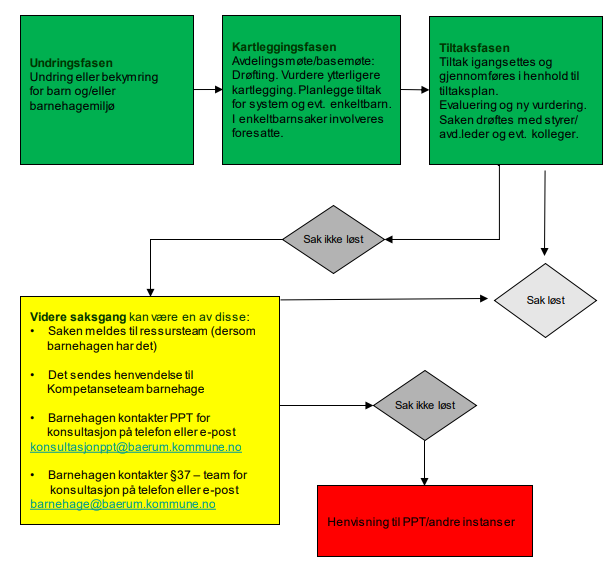 Undringsfasen
Undring eller bekymring
for barn og/eller
barnehagemiljø
Kartleggingsfasen
Avdelingsmøte/basemøte:
Drøfting. Vurdere ytterligere
kartlegging. Planlegge tiltak
for system og evt. enkeltbarn.
I enkeltbarnsaker involveres
foresatte.
Tiltaksfasen
Tiltak igangsettes og
gjennomføres i henhold til
tiltaksplan.
Evaluering og ny vurdering.
Saken drøftes med styrer/
avd.leder og evt. kolleger.
Sak ikke løst
Sak løst
Videre saksgang kan være en av disse:
• Saken meldes til ressursteam (dersom
barnehagen har det)
• Det sendes henvendelse til
Kompetanseteam barnehage
• Barnehagen kontakter PPT for
konsultasjon på telefon eller e-post
konsultasjonppt@baerum.kommune.no
• Barnehagen kontakter §37 – team for
konsultasjon på telefon eller e-post
barnehage@baerum.kommune.no
Sak ikke løst
Henvisning til PPT/andre instanser